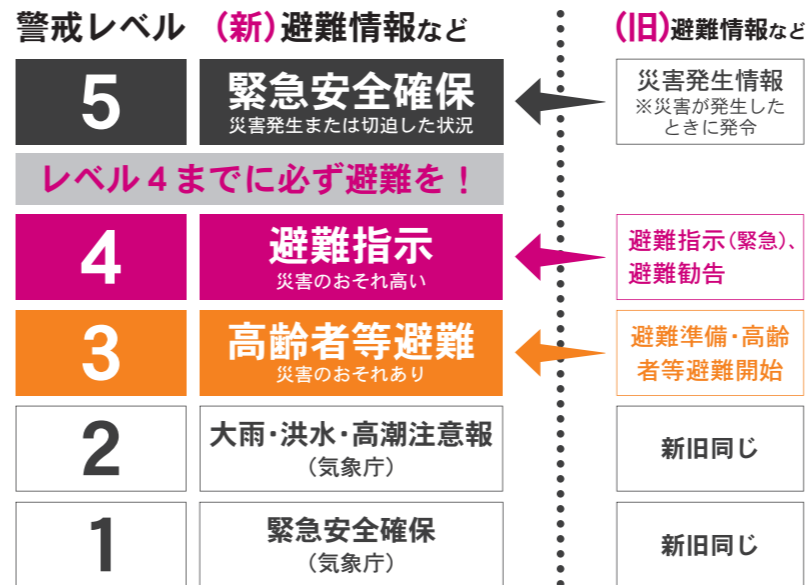 警戒レベル (新)避難情報など (旧)避難情報など
5 緊急安全確保 災害発生情報
災害発生または切迫した状況 ※災害が発生した
ときに発令
レベル4までに必ず避難を!
4 避難指示 避難指示(緊急)、
災害のおそれ高い 避難勧告
3 高齢者等避難 避難準備・高齢
災害のおそれあり 者等避難開始
2 大雨・洪水・高潮注意報 新旧同じ
(気象庁)
1 緊急安全確保 新旧同じ
(気象庁)